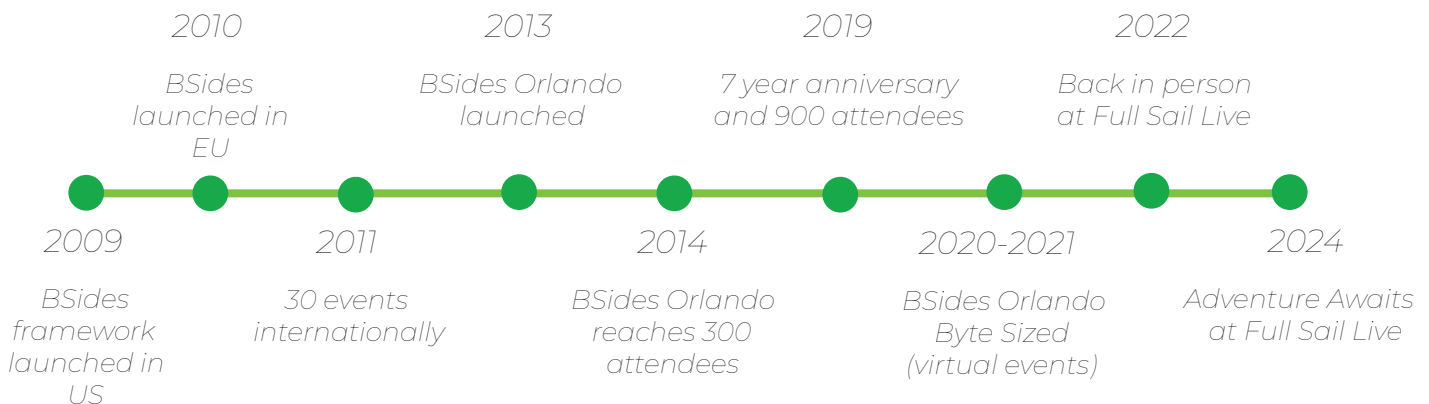 2010
BSides
launched in
EU
2013
BSides Orlando
launched
2019
7 year anniversary
and 900 attendees
2022
Back in person
at Full Sail Live
2009
BSides
framework
launched in
US
2011
30 events
internationally
2014
BSides Orlando
reaches 300
attendees
2020-2021
BSides Orlando
Byte Sized
(virtual events)
2024
Adventure Awaits
at Full Sail Live